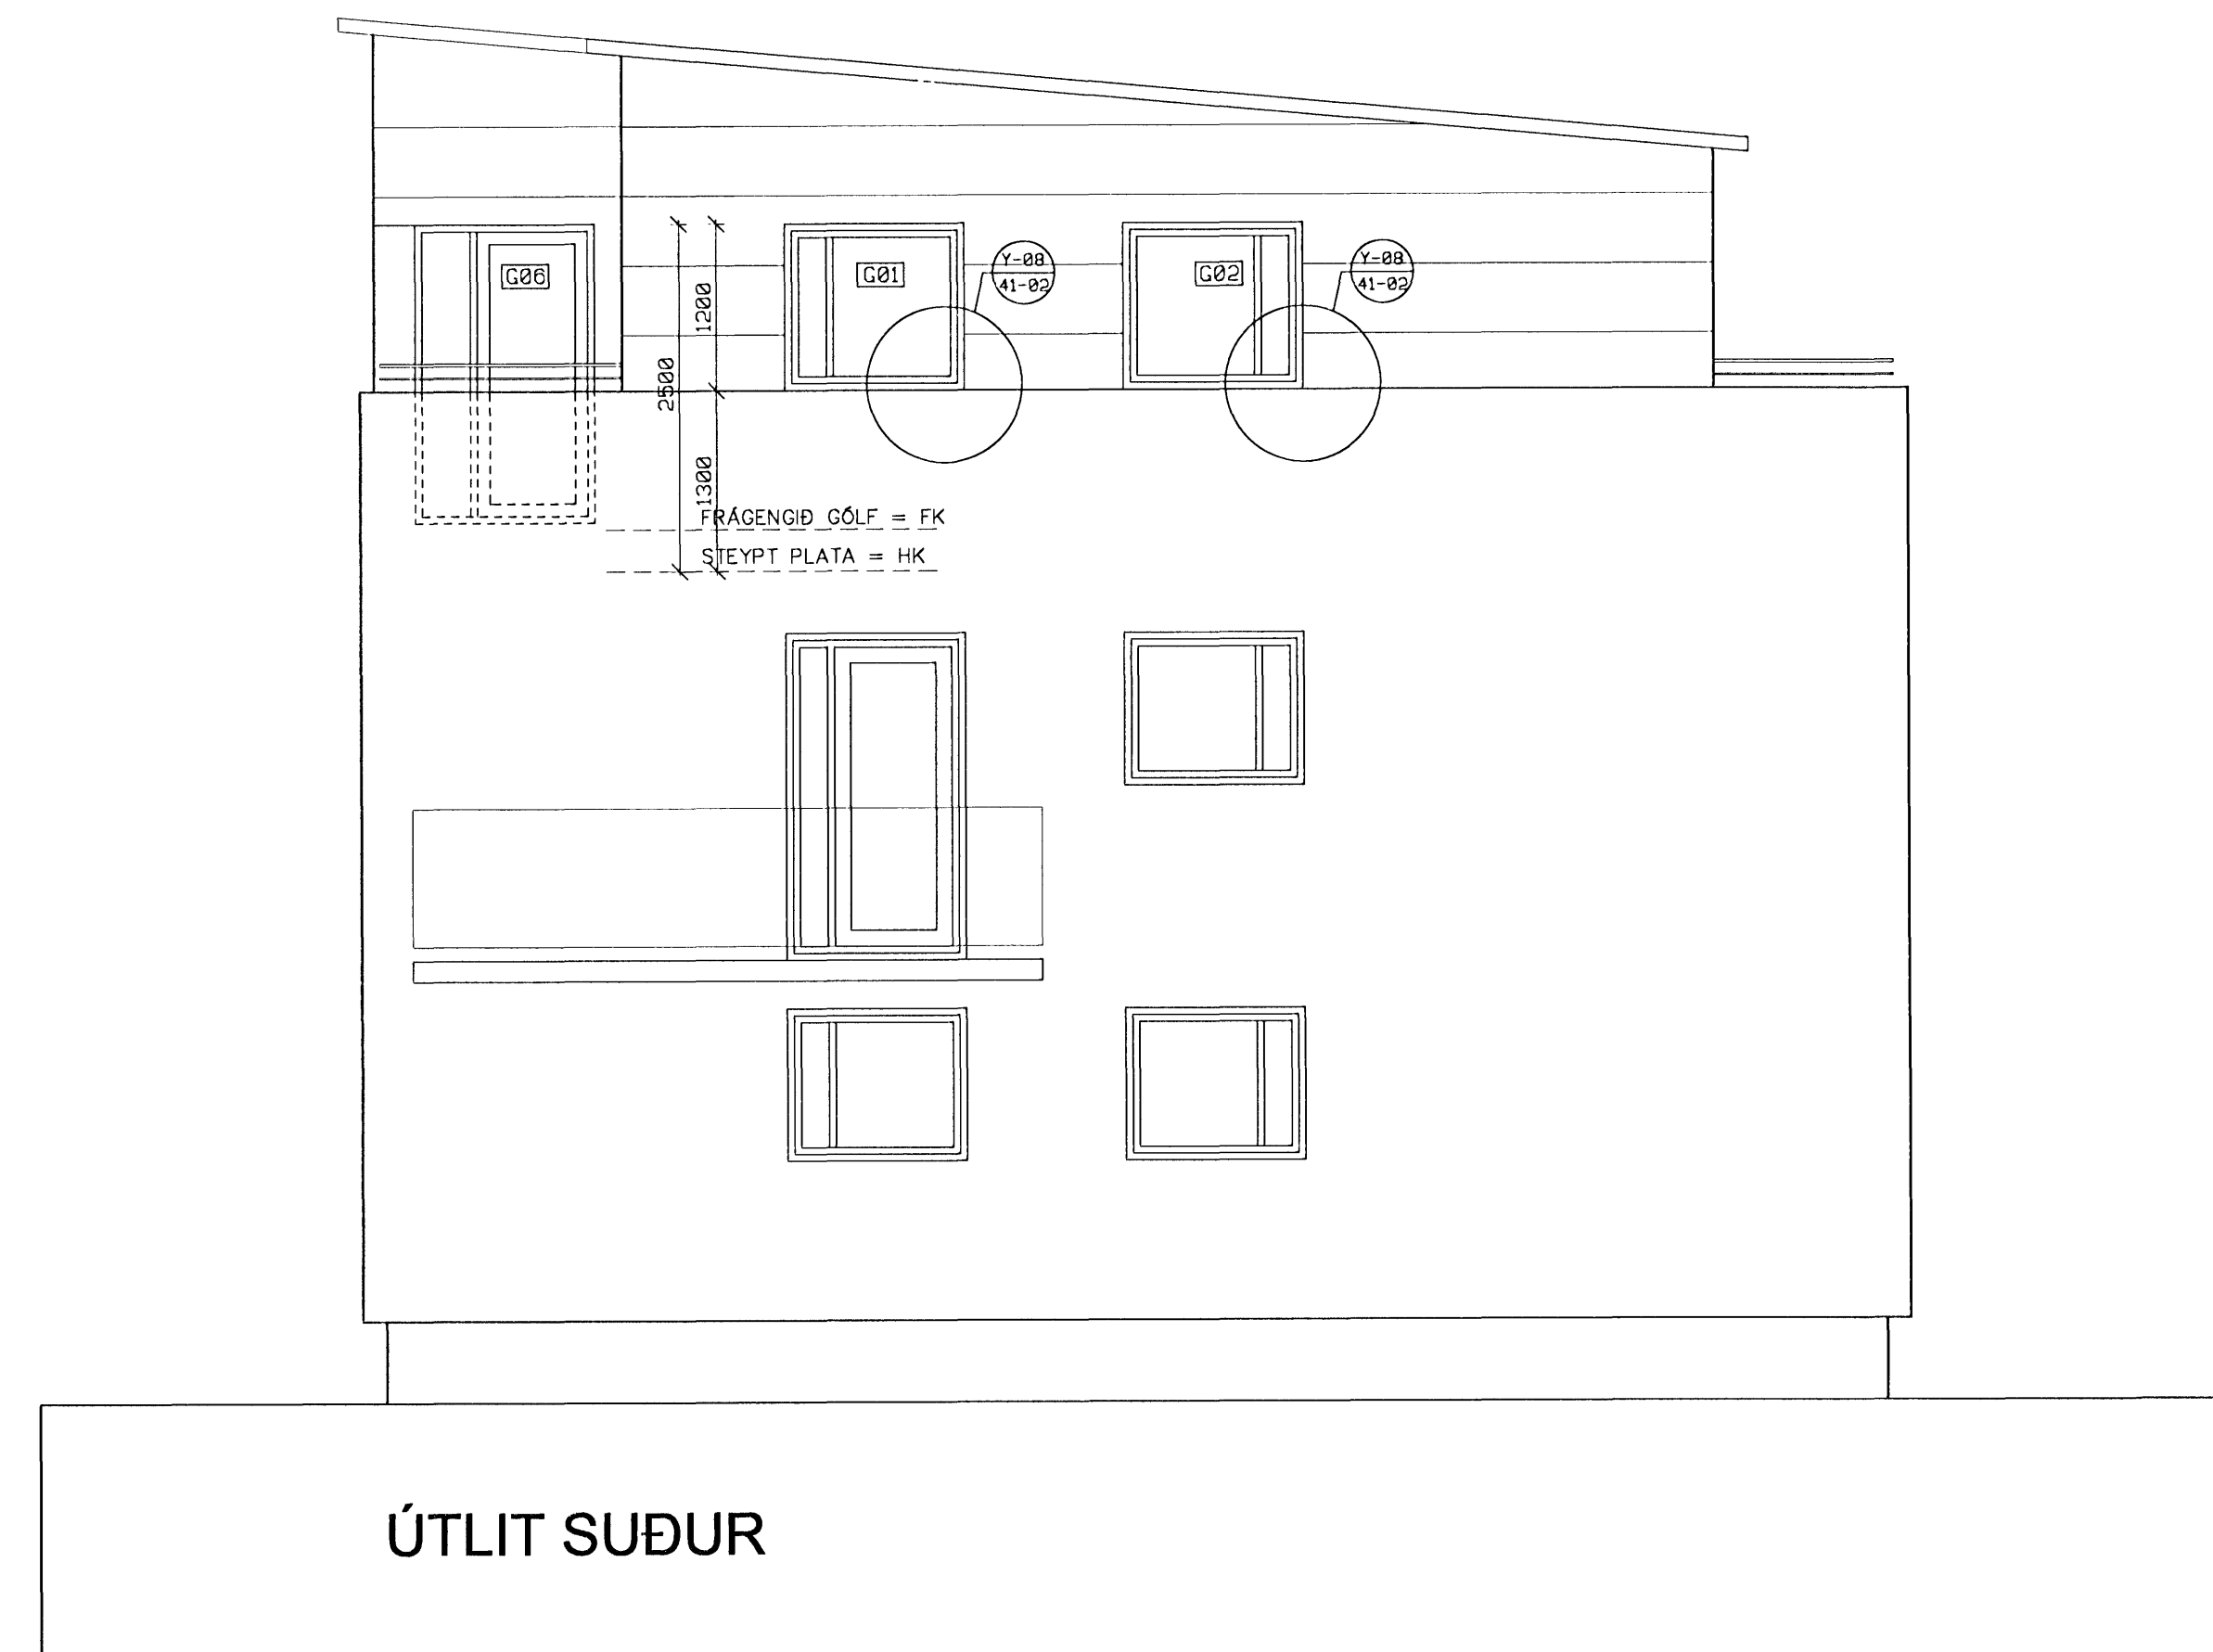 G06
G01
Y-08
41-02
G02
Y-08
41-02
1200
2500
1300
FRÁGENGIÐ GÓLF = FK
STEYPT PLATA = HK
ÚTLIT SUÐUR